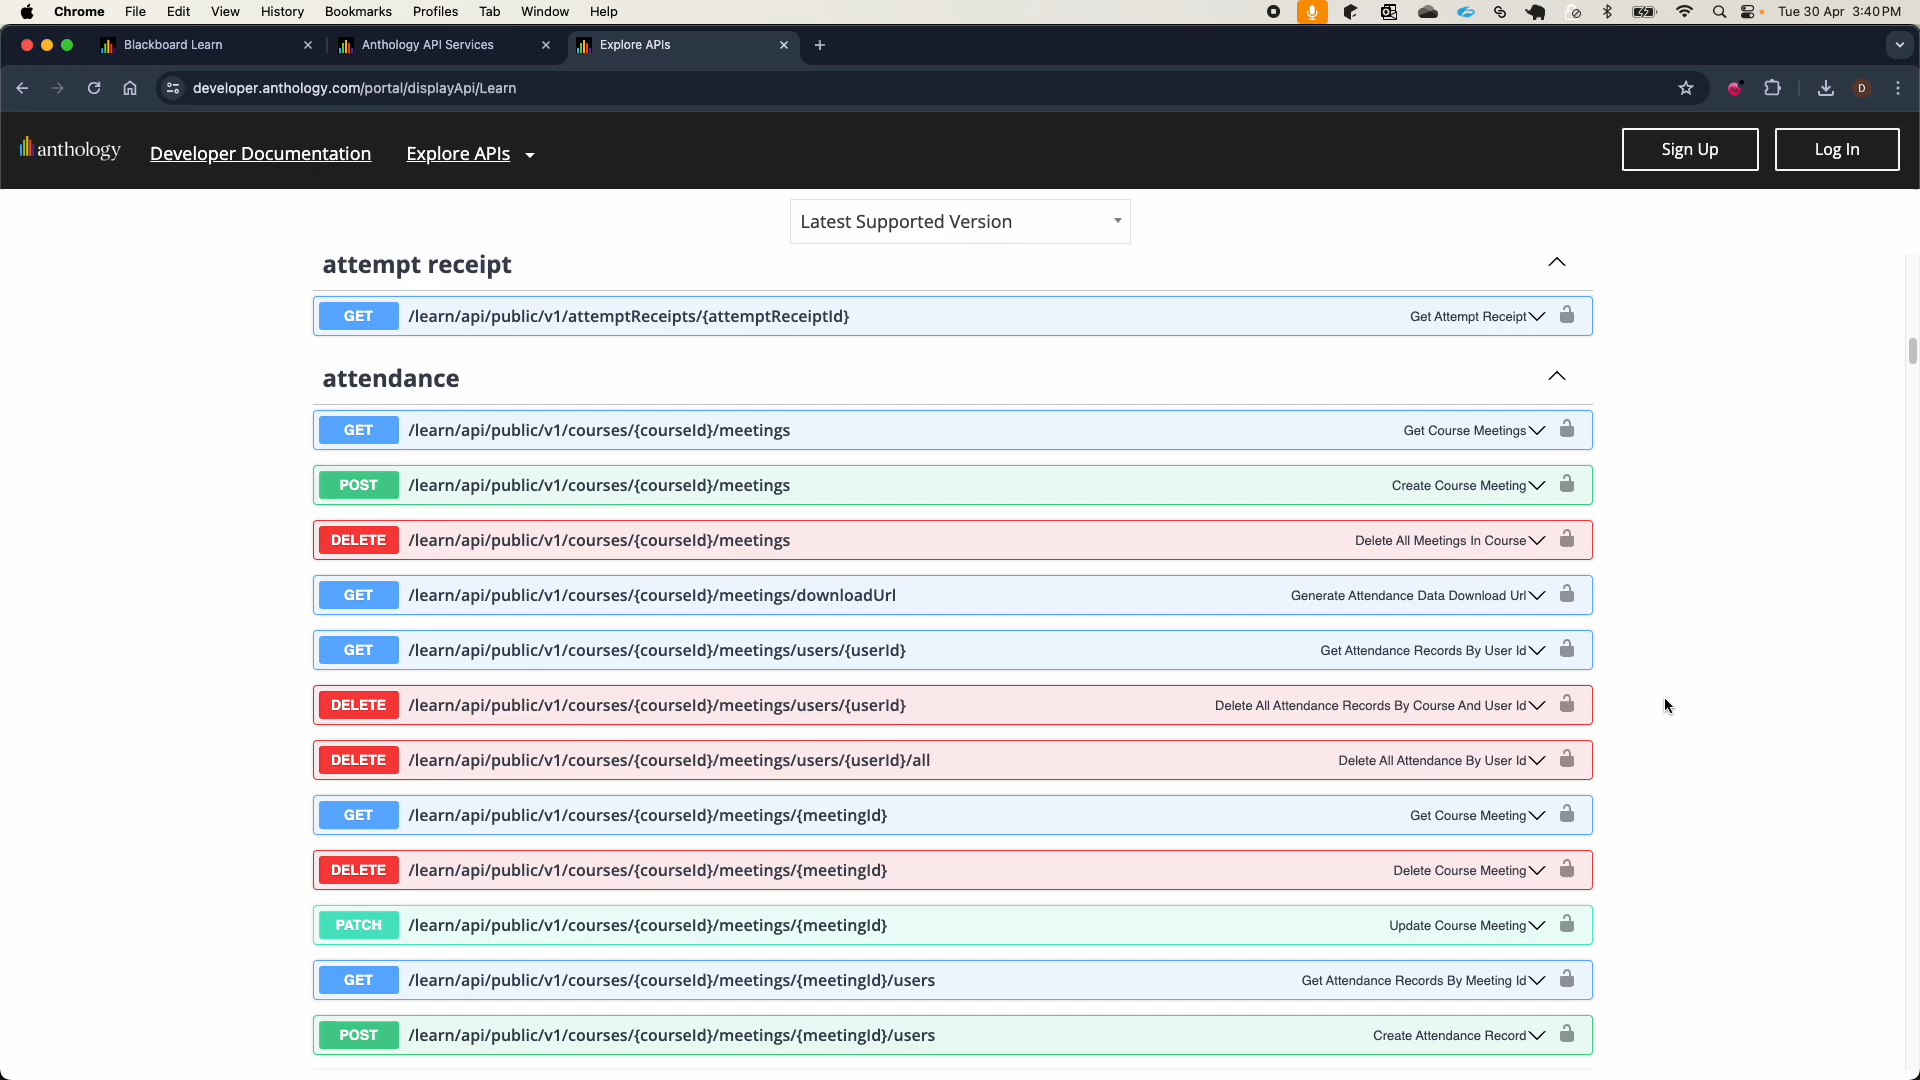 Chrome File Edit View History Bookmarks Profiles Tab Window Help Tue 30 Apr 3:40 PM
Blackboard Learn Anthology API Services Explore APIs
developer.anthology.com/portal/displayApi/Learn D
anthology Developer Documentation Explore APIs Sign Up Log In
Latest Supported Version
attempt receipt
GET /learn/api/public/v1/attemptReceipts/{attemptReceiptId} Get Attempt Receipt
attendance
GET /learn/api/public/v1/courses/{courseId}/meetings Get Course Meetings
POST /learn/api/public/v1/courses/{courseId}/meetings Create Course Meeting
DELETE /learn/api/public/v1/courses/{courseId}/meetings Delete All Meetings In Course
GET /learn/api/public/v1/courses/{courseId}/meetings/downloadUrl Generate Attendance Data Download Url
GET /learn/api/public/v1/courses/{courseId}/meetings/users/{userId} Get Attendance Records By User Id
DELETE /learn/api/public/v1/courses/{courseId}/meetings/users/{userId} Delete All Attendance Records By Course And User Id
DELETE /learn/api/public/v1/courses/{courseId}/meetings/users/{userId}/all Delete All Attendance By User Id
GET /learn/api/public/v1/courses/{courseId}/meetings/{meetingId} Get Course Meeting
DELETE /learn/api/public/v1/courses/{courseId}/meetings/{meetingId} Delete Course Meeting
PATCH /learn/api/public/v1/courses/{courseId}/meetings/{meetingId} Update Course Meeting
GET /learn/api/public/v1/courses/{courseId}/meetings/{meetingId}/users Get Attendance Records By Meeting Id
POST /learn/api/public/v1/courses/{courseId}/meetings/{meetingId}/users Create Attendance Record